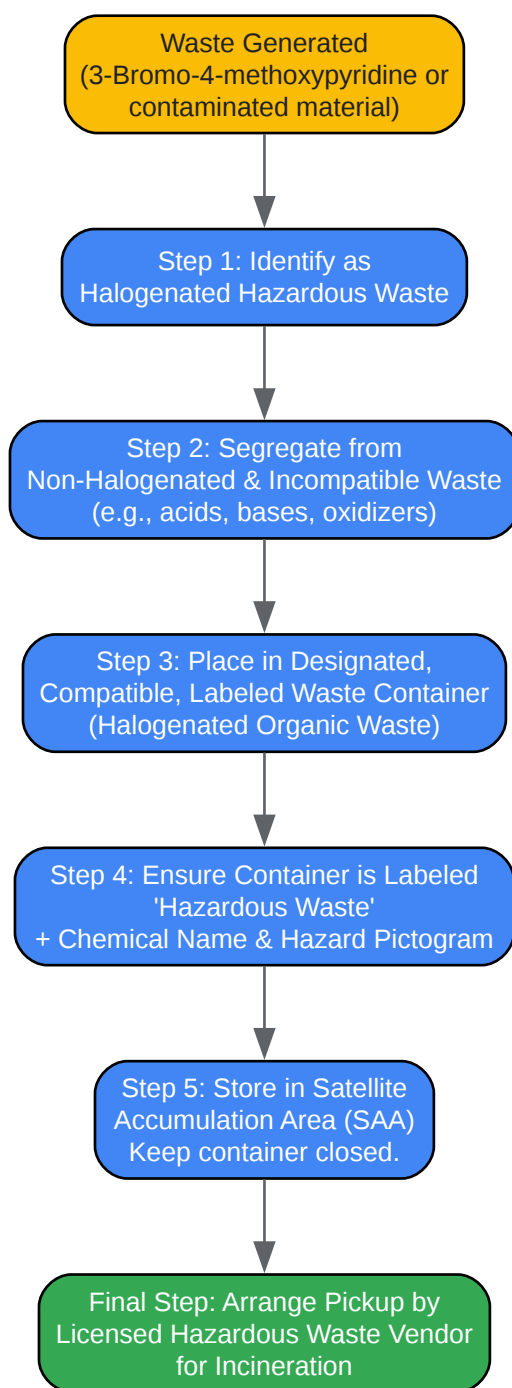 Waste Generated
(3-Bromo-4-methoxypyridine or
contaminated material)
Step 1: Identify as
Halogenated Hazardous Waste
Step 2: Segregate from
Non-Halogenated & Incompatible Waste
(e.g., acids, bases, oxidizers)
Step 3: Place in Designated,
Compatible, Labeled Waste Container
(Halogenated Organic Waste)
Step 4: Ensure Container is Labeled
'Hazardous Waste'
+ Chemical Name & Hazard Pictogram
Step 5: Store in Satellite
Accumulation Area (SAA)
Keep container closed.
Final Step: Arrange Pickup by
Licensed Hazardous Waste Vendor
for Incineration